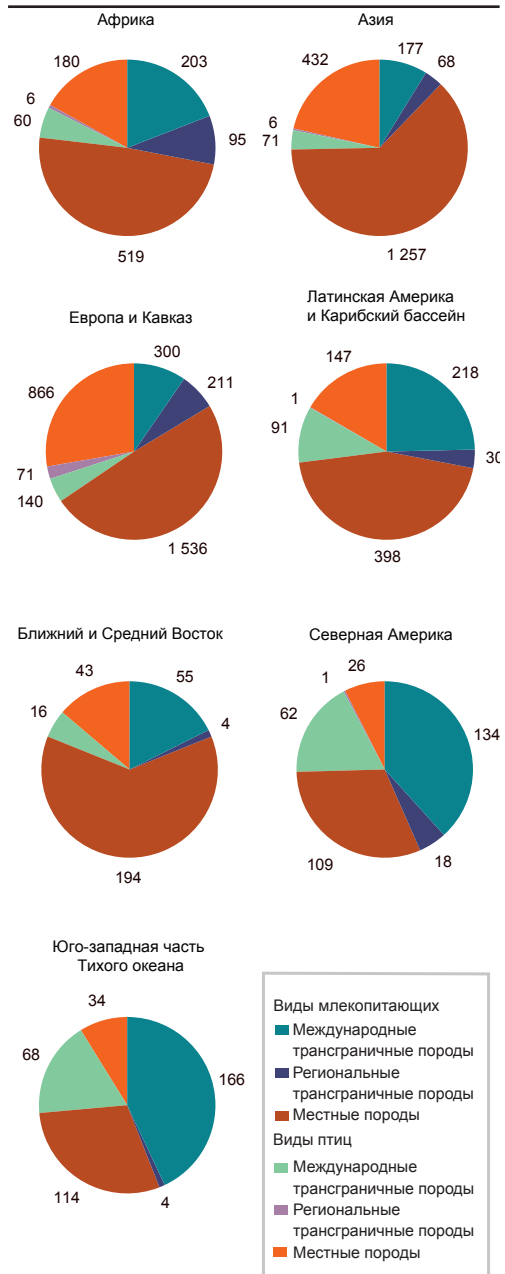 Африка
180
203
6
60
95
519
Азия
432
177
68
6
71
1 257
Европа и Кавказ
300
866
211
71
140
1 536
Латинская Америка
и Карибский бассейн
147
218
1
91
30
398
Ближний и Средний Восток
43
55
16
4
194
Северная Америка
1
26
62
134
109
18
Юго-западная часть
Тихого океана
34
68
166
114
4
Виды млекопитающих
Международные
трансграничные породы
Региональные
трансграничные породы
Местные породы
Виды птиц
Международные
трансграничные породы
Региональные
трансграничные породы
Местные породы